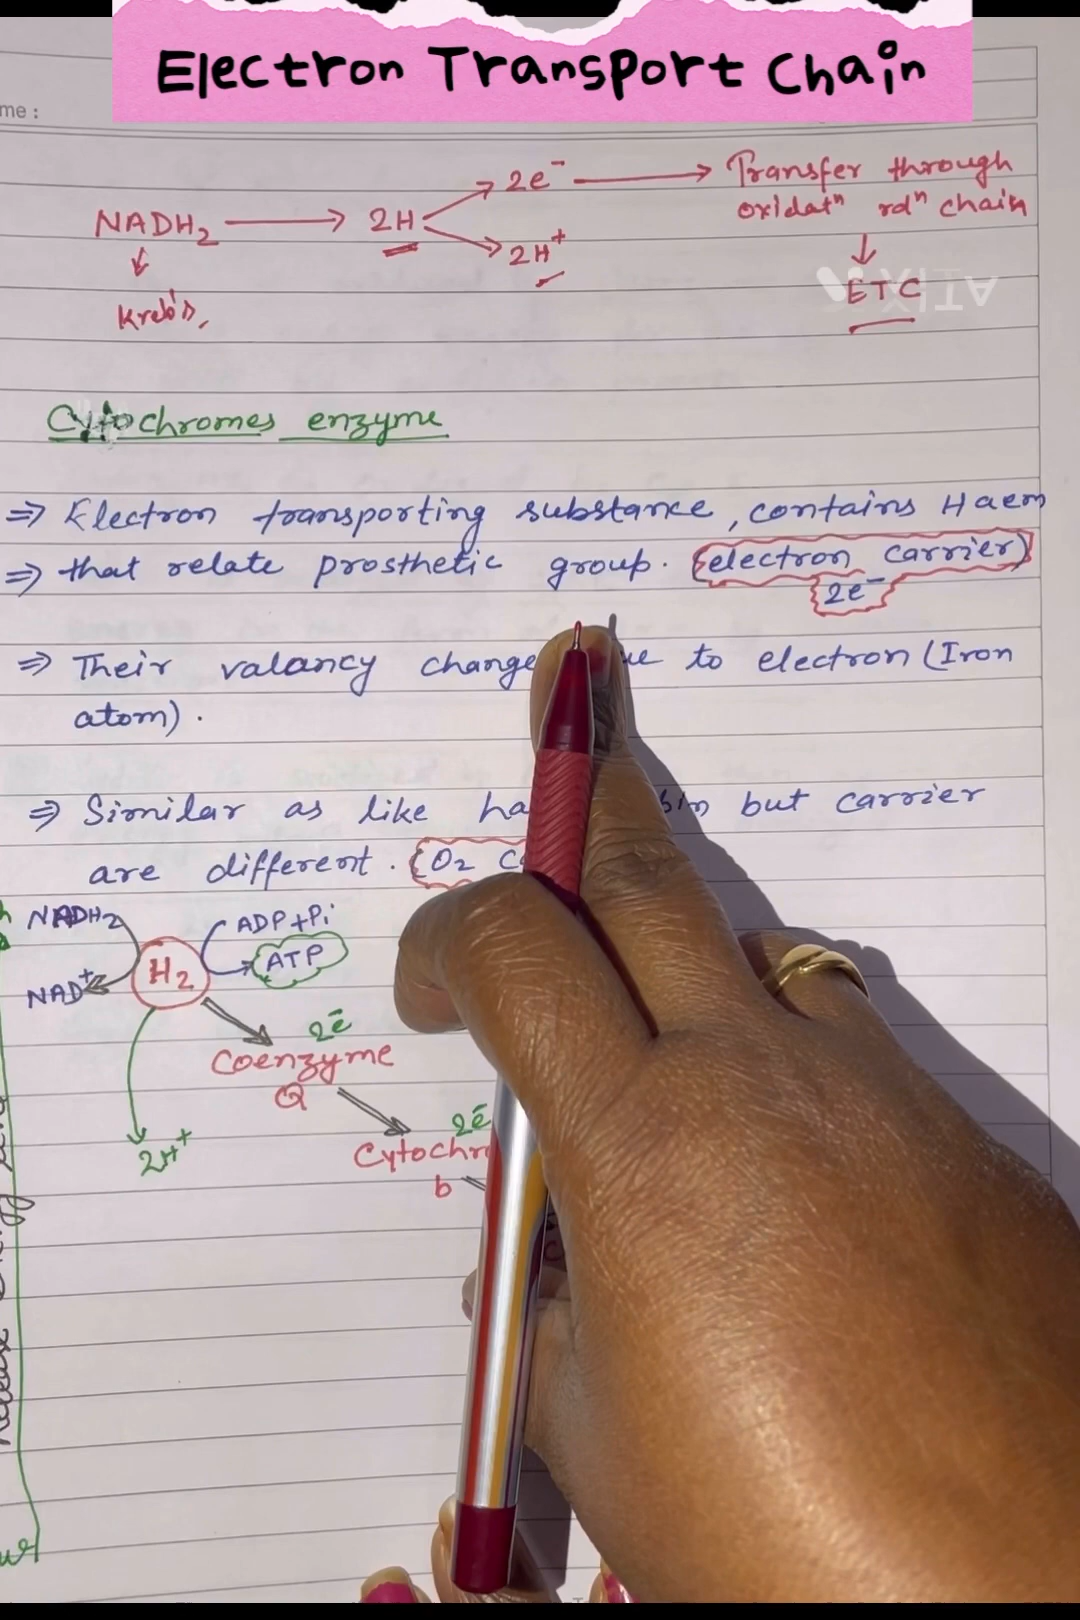 Electron Transport Chain
me :
NADH2 → 2H → 2e⁻ → Transfer through
oxidatⁿ rdⁿ chain
2H⁺
↓
Kreb's,
↓
ETC
VITA
Cytochromes enzyme
⇒ Electron transporting substance, contains Haem
⇒ that relate prosthetic group. (electron carrier)
2e⁻
⇒ Their valancy change to electron (Iron
atom).
⇒ Similar as like but carrier
are different. (O2
NADH2 ADP+Pi
H2 ATP
NAD⁺
2e⁻
Coenzyme
Q
2e⁻
2H⁺
b